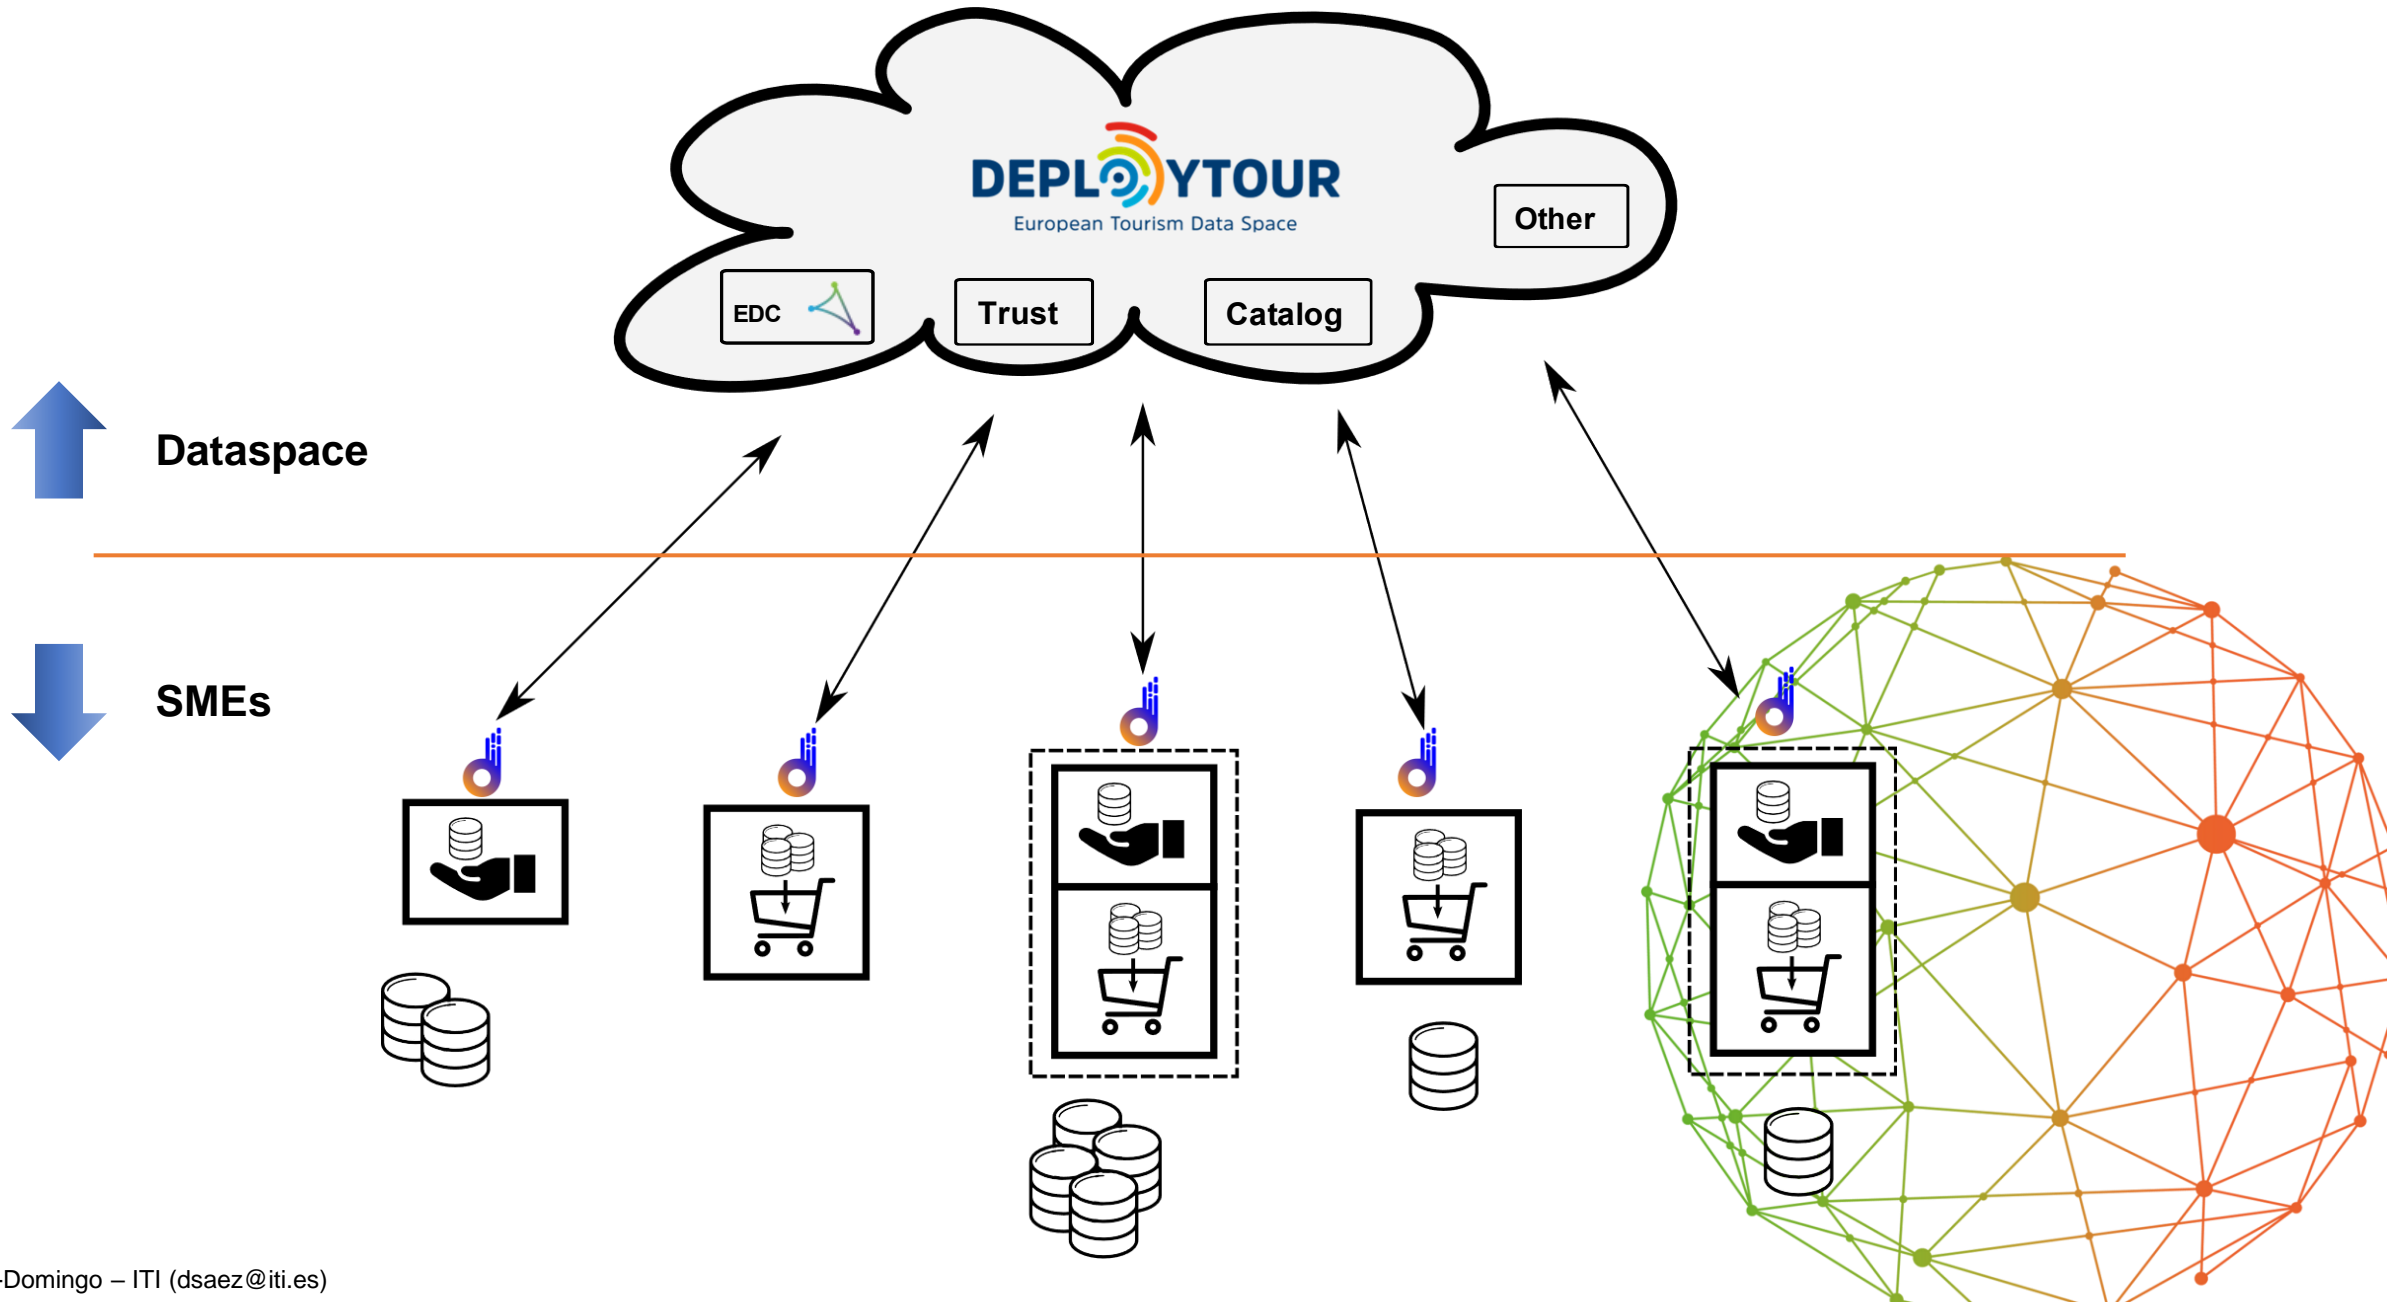 DEPLOYTOUR
European Tourism Data Space
Other
EDC
Trust
Catalog
Dataspace
SMEs
-Domingo – ITI (dsaez@iti.es)